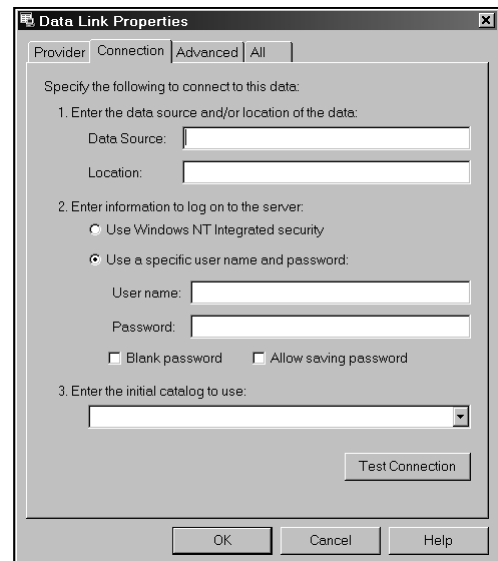 Data Link Properties
Provider Connection Advanced All
Specify the following to connect to this data:
1. Enter the data source and/or location of the data:
Data Source:
Location:
2. Enter information to log on to the server:
Use Windows NT Integrated security
Use a specific user name and password:
User name:
Password:
Blank password Allow saving password
3. Enter the initial catalog to use:
Test Connection
OK Cancel Help